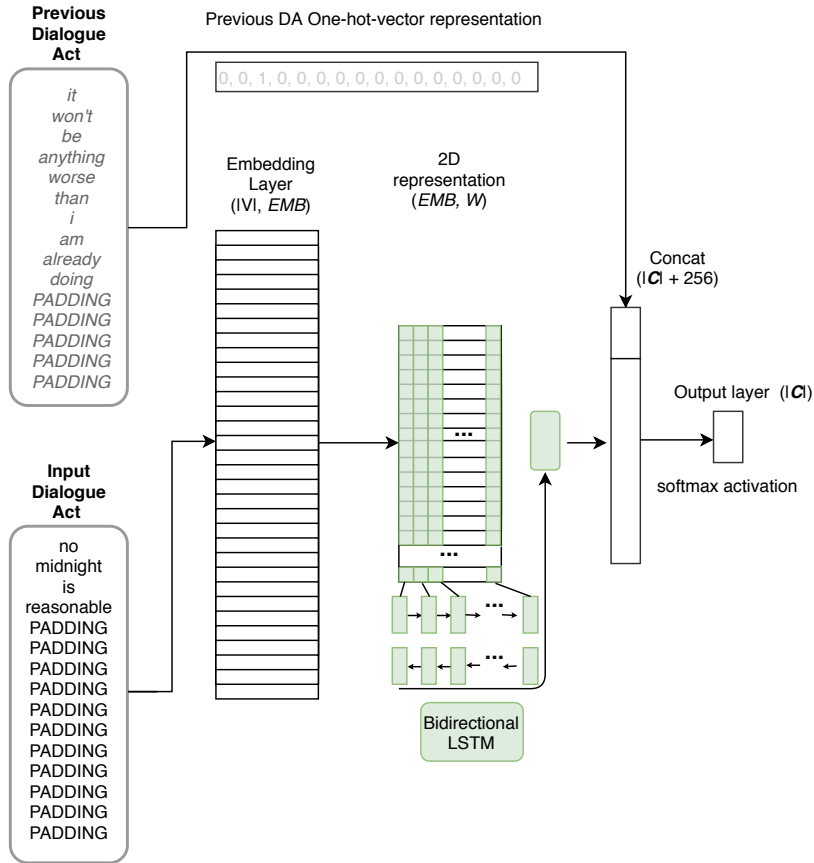 Previous
Dialogue
Act
it
won't
be
anything
worse
than
i
am
already
doing
PADDING
PADDING
PADDING
PADDING
PADDING
Previous DA One-hot-vector representation
0, 0, 1, 0, 0, 0, 0, 0, 0, 0, 0, 0, 0, 0, 0, 0
Embedding
Layer
(|V|, EMB)
2D
representation
(EMB, W)
...
...
...
...
Bidirectional
LSTM
Concat
(|C| + 256)
Output layer (|C|)
softmax activation
Input
Dialogue
Act
no
midnight
is
reasonable
PADDING
PADDING
PADDING
PADDING
PADDING
PADDING
PADDING
PADDING
PADDING
PADDING
PADDING